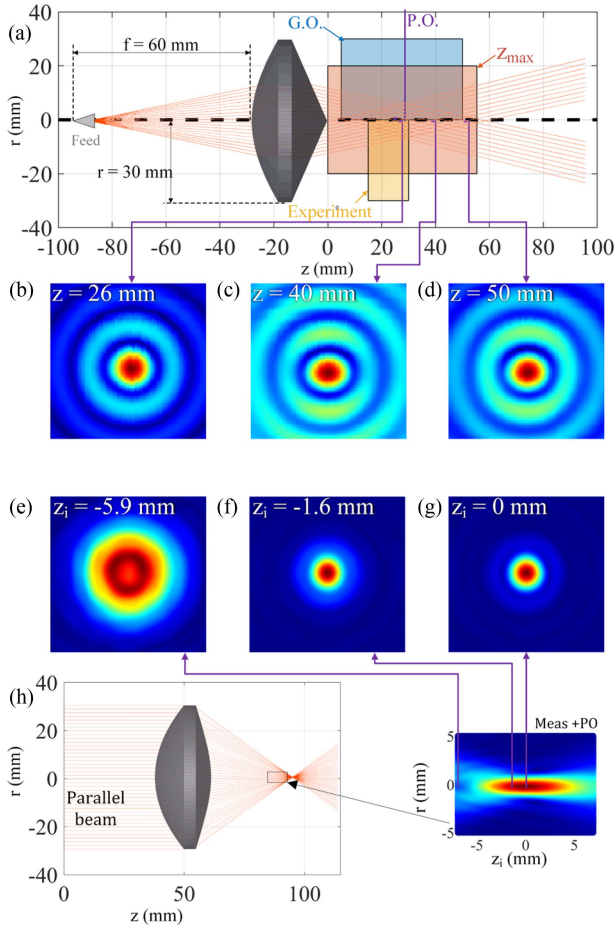 (a)
G.O.
P.O.
f = 60 mm
Zmax
Feed
r = 30 mm
Experiment
r (mm)
40
20
0
-20
-40
-100 -80 -60 -40 -20 0 20 40 60 80 100
z (mm)
(b) z = 26 mm
(c) z = 40 mm
(d) z = 50 mm
(e) zi = -5.9 mm
(f) zi = -1.6 mm
(g) zi = 0 mm
(h)
r (mm)
40
20
0
-20
-40
Parallel
beam
0 50 100
z (mm)
Meas +PO
r (mm)
5
0
-5
-5 0 5
zi (mm)